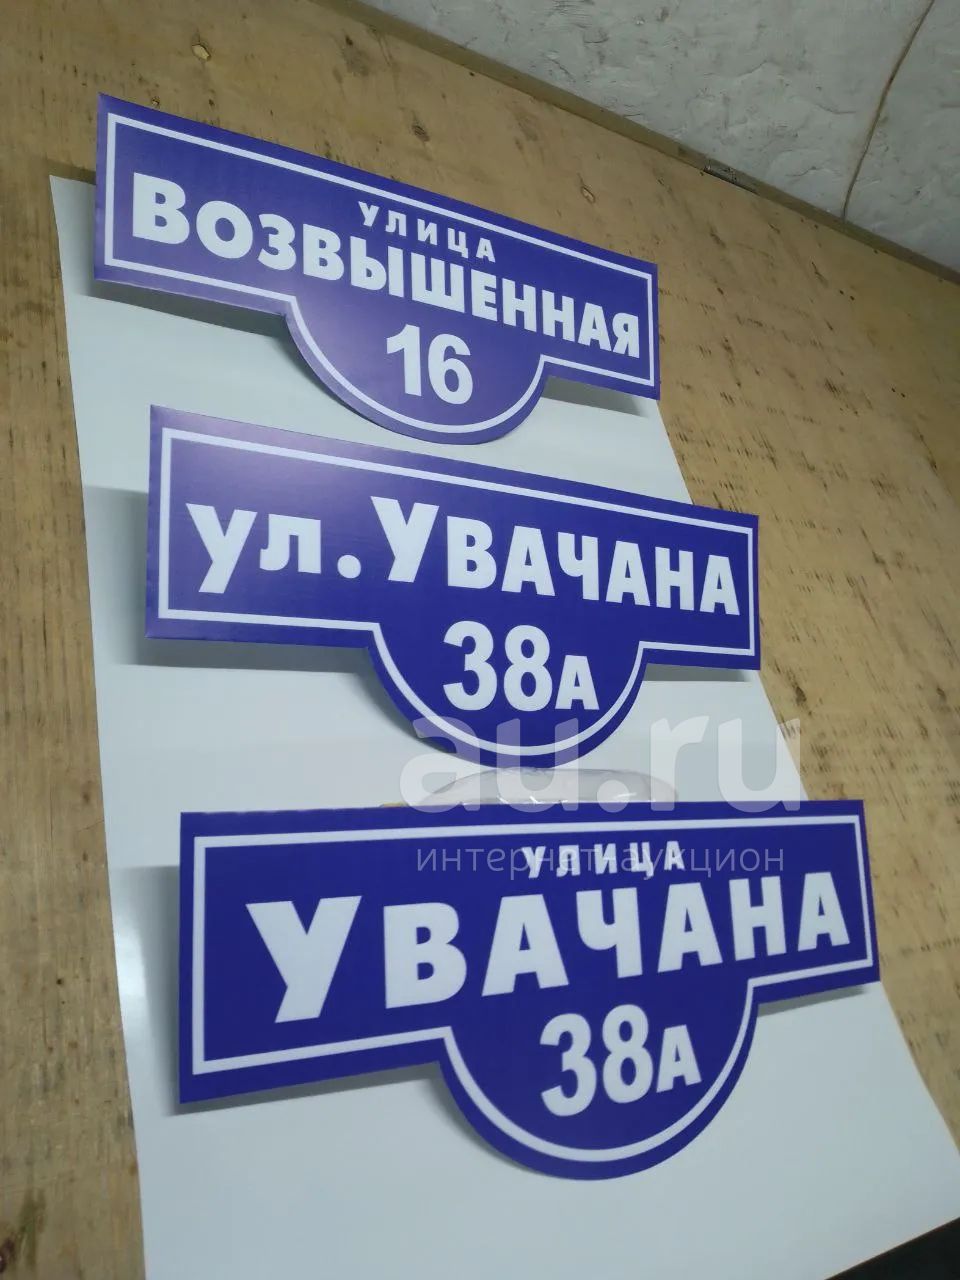 УЛИЦА
ВОЗВЫШЕННАЯ
16
ул. УВАЧАНА
38А
au.ru
интернет-аукцион
УЛИЦА
УВАЧАНА
38А